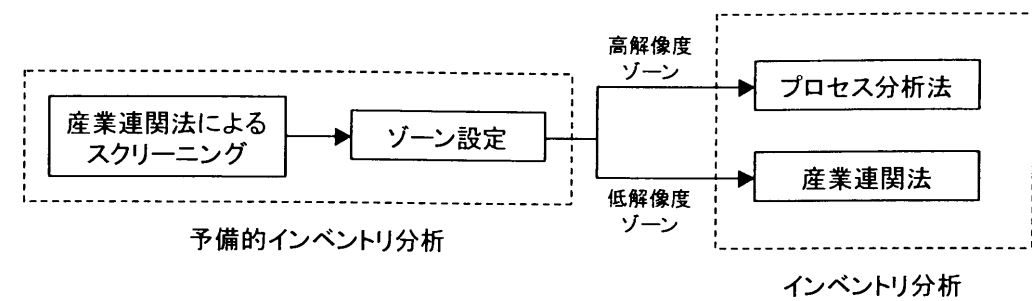 産業連関法による
スクリーニング
ゾーン設定
高解像度
ゾーン
プロセス分析法
産業連関法
低解像度
ゾーン
予備的インベントリ分析
インベントリ分析